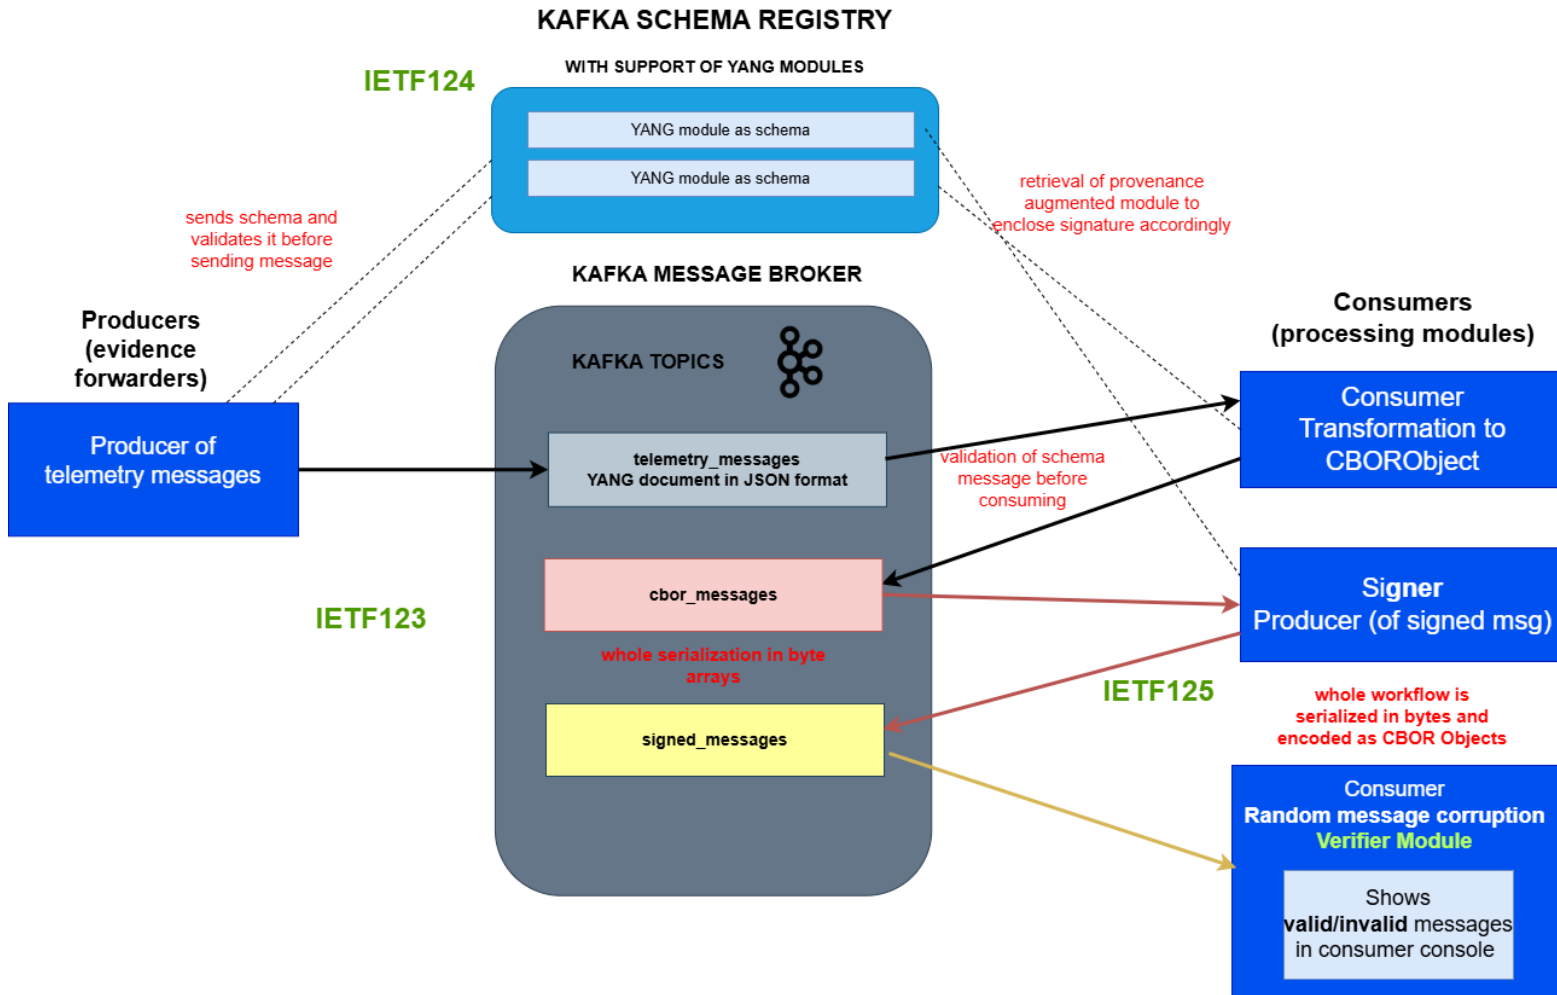 KAFKA SCHEMA REGISTRY
WITH SUPPORT OF YANG MODULES
IETF124
YANG module as schema
YANG module as schema
sends schema and
validates it before
sending message
retrieval of provenance
augmented module to
enclose signature accordingly
KAFKA MESSAGE BROKER
Producers
(evidence
forwarders)
Consumers
(processing modules)
KAFKA TOPICS
Producer of
telemetry messages
telemetry_messages
YANG document in JSON format
validation of schema
message before
consuming
Consumer
Transformation to
CBORObject
cbor_messages
IETF123
Signer
Producer (of signed msg)
whole serialization in byte
arrays
IETF125
signed_messages
whole workflow is
serialized in bytes and
encoded as CBOR Objects
Consumer
Random message corruption
Verifier Module
Shows
valid/invalid messages
in consumer console